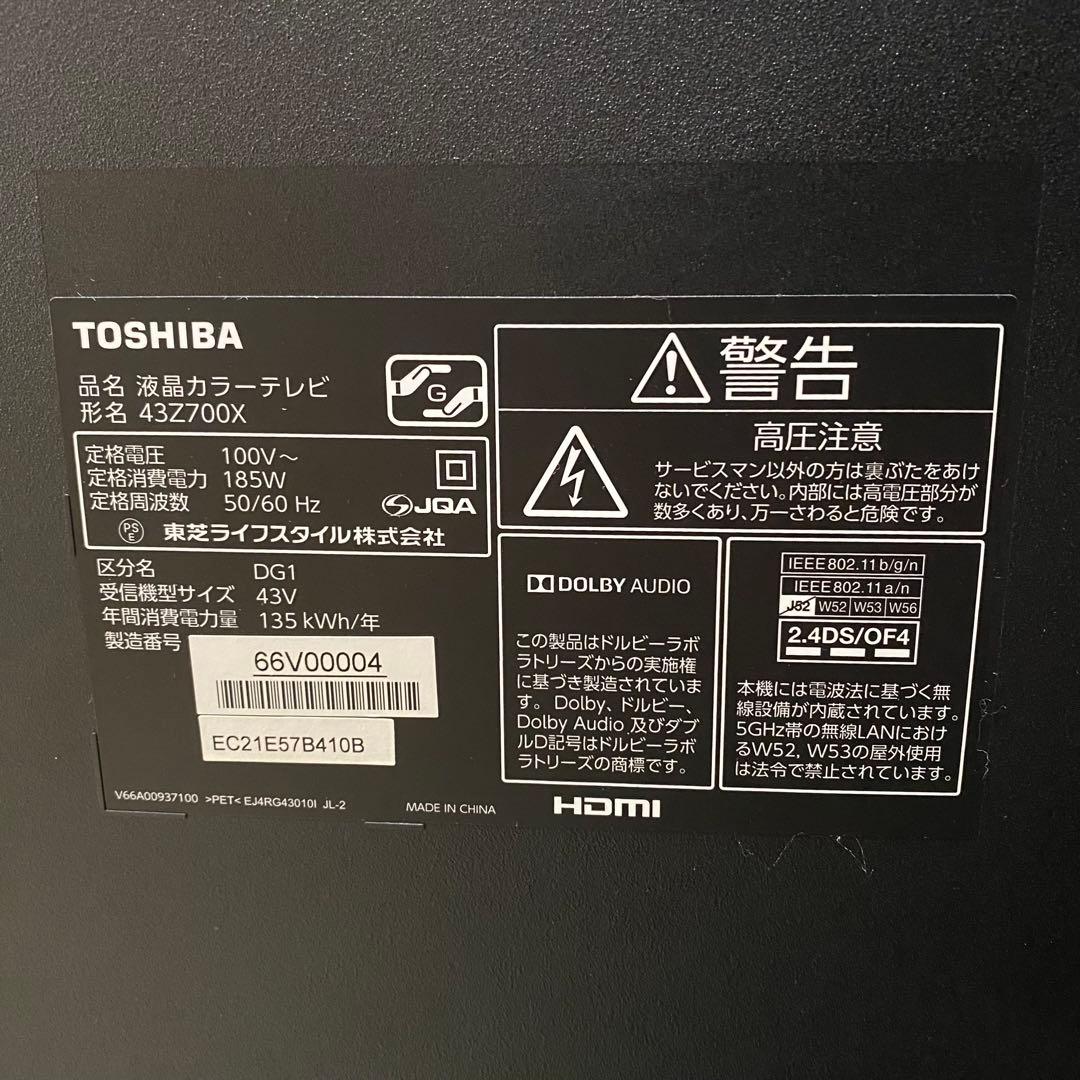 TOSHIBA
品名 液晶カラーテレビ
形名 43Z700X
G
定格電圧 100V～
定格消費電力 185W
定格周波数 50/60 Hz
JQA
PS
E
東芝ライフスタイル株式会社
区分名 DG1
受信機型サイズ 43V
年間消費電力量 135 kWh/年
製造番号
66V00004
EC21E57B410B
V66A00937100 >PET< EJ4RG43010I JL-2
MADE IN CHINA
警告
高圧注意
サービスマン以外の方は裏ぶたをあけ
ないでください。内部には高電圧部分が
数多くあり、万一さわると危険です。
DOLBY AUDIO
この製品はドルビーラボ
ラトリーズからの実施権
に基づき製造されていま
す。 Dolby、ドルビー、
Dolby Audio 及びダブ
ルD記号はドルビーラボ
ラトリーズの商標です。
HDMI
IEEE802.11b/g/n
IEEE802.11a/n
J52 W52 W53 W56
2.4DS/OF4
本機には電波法に基づく無
線設備が内蔵されています。
5GHz帯の無線LANにおけ
るW52, W53の屋外使用
は法令で禁止されています。